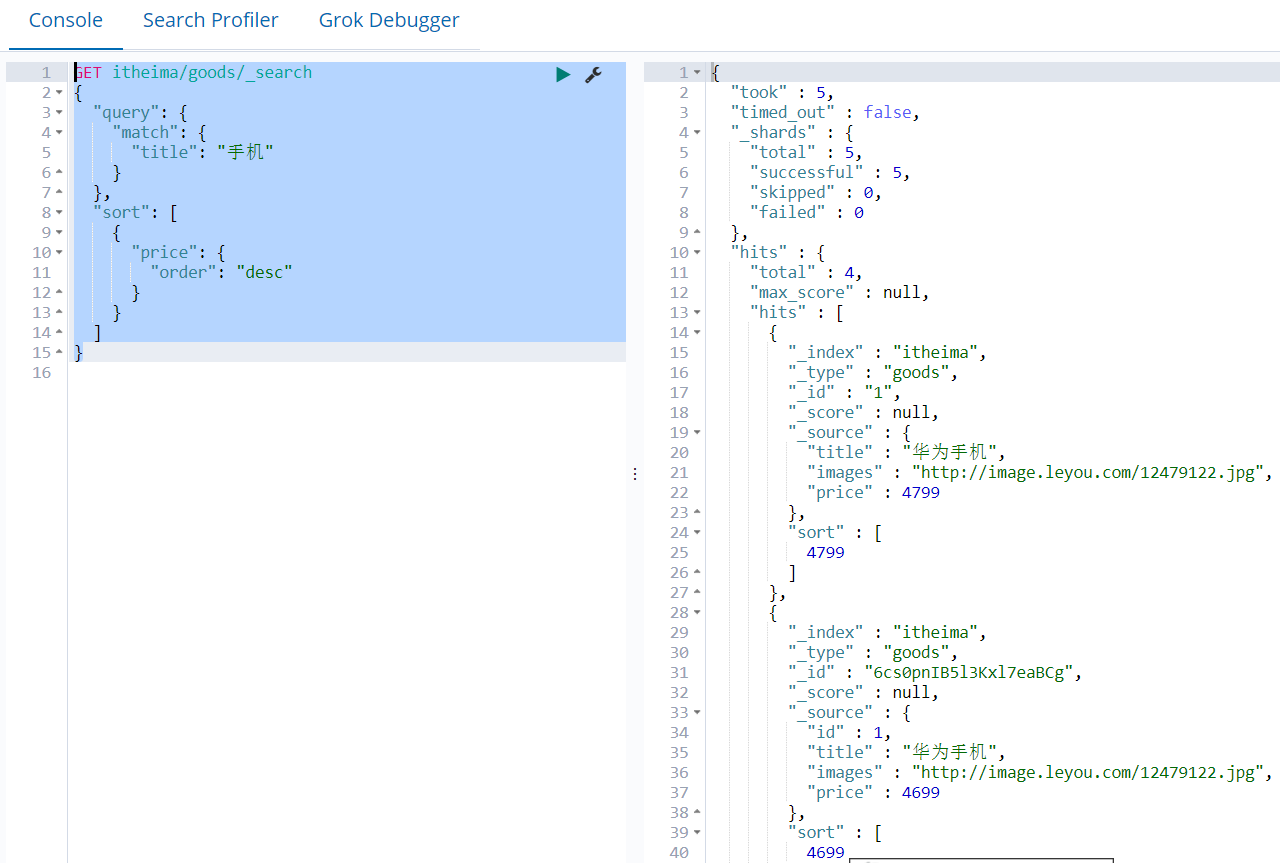 Console Search Profiler Grok Debugger
1 GET itheima/goods/_search
2 {
3 "query": {
4 "match": {
5 "title": "手机"
6 }
7 },
8 "sort": [
9 {
10 "price": {
11 "order": "desc"
12 }
13 }
14 ]
15 }
16
1 {
2 "took" : 5,
3 "timed_out" : false,
4 "_shards" : {
5 "total" : 5,
6 "successful" : 5,
7 "skipped" : 0,
8 "failed" : 0
9 },
10 "hits" : {
11 "total" : 4,
12 "max_score" : null,
13 "hits" : [
14 {
15 "_index" : "itheima",
16 "_type" : "goods",
17 "_id" : "1",
18 "_score" : null,
19 "_source" : {
20 "title" : "华为手机",
21 "images" : "http://image.leyou.com/12479122.jpg",
22 "price" : 4799
23 },
24 "sort" : [
25 4799
26 ]
27 },
28 {
29 "_index" : "itheima",
30 "_type" : "goods",
31 "_id" : "6cs0pnIB5l3Kxl7eaBCg",
32 "_score" : null,
33 "_source" : {
34 "id" : 1,
35 "title" : "华为手机",
36 "images" : "http://image.leyou.com/12479122.jpg",
37 "price" : 4699
38 },
39 "sort" : [
40 4699